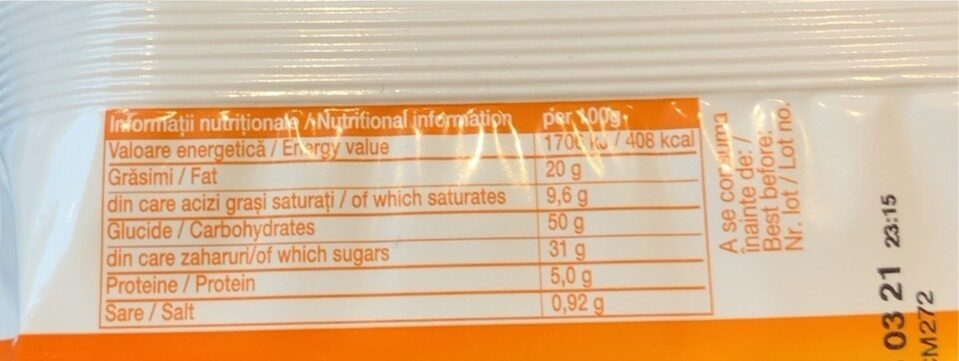 Informații nutriționale / Nutritional information per 100g
Valoare energetică / Energy value 1706 kJ / 408 kcal
Grăsimi / Fat 20 g
din care acizi grași saturați / of which saturates 9,6 g
Glucide / Carbohydrates 50 g
din care zaharuri/of which sugars 31 g
Proteine / Protein 5,0 g
Sare / Salt 0,92 g
A se consuma
înainte de: /
Best before:
Nr. lot / Lot no.
03 21 23:15
M272